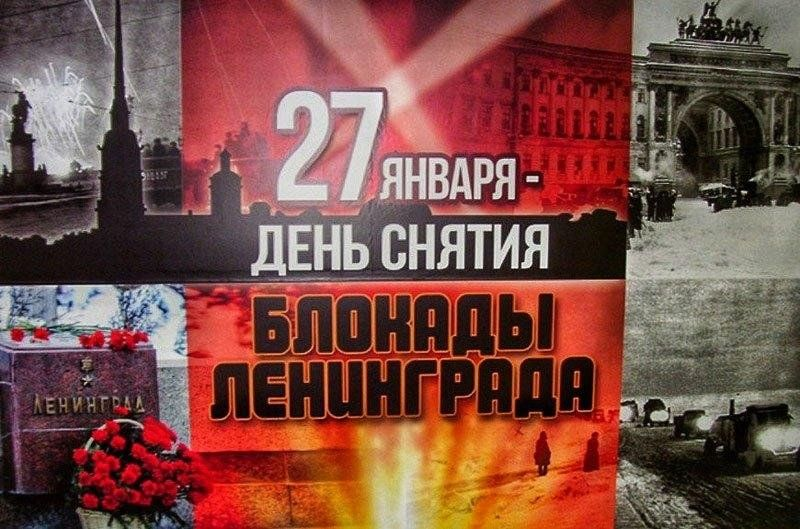 27 ЯНВАРЯ -
ДЕНЬ СНЯТИЯ
БЛОКАДЫ
ЛЕНИНГРАДА
ЛЕНИНГРАД